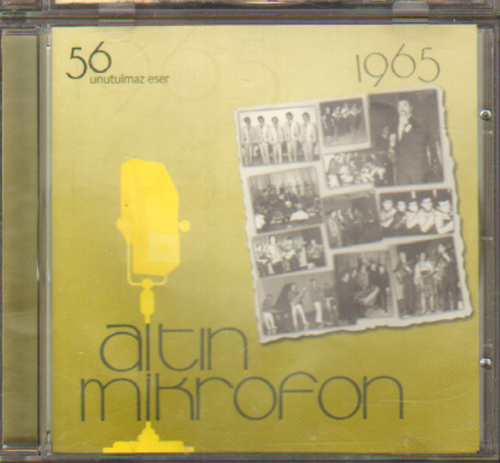 56
unutulmaz eser
1965
altın
mikrofon